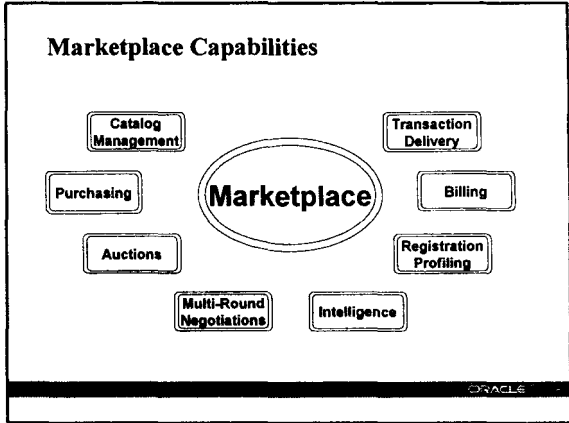 Marketplace Capabilities
Catalog
Management
Transaction
Delivery
Purchasing
Marketplace
Billing
Auctions
Registration
Profiling
Multi-Round
Negotiations
Intelligence
ORACLE